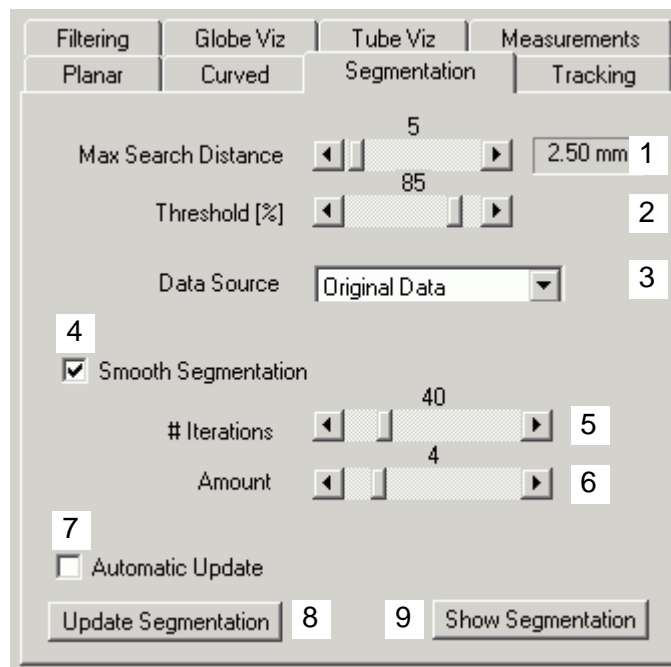 Filtering Globe Viz Tube Viz Measurements
Planar Curved Segmentation Tracking
5
Max Search Distance 2.50 mm 1
85
Threshold [%] 2
Data Source Original Data 3
4
Smooth Segmentation
40
# Iterations 5
4
Amount 6
7
Automatic Update
Update Segmentation 8 9 Show Segmentation